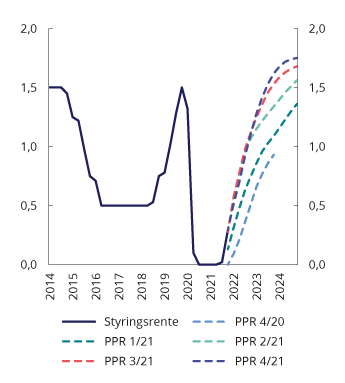 2,0 2,0
1,5 1,5
1,0 1,0
0,5 0,5
0,0 0,0
2014 2015 2016 2017 2018 2019 2020 2021 2022 2023 2024
Styringsrente PPR 4/20
PPR 1/21 PPR 2/21
PPR 3/21 PPR 4/21